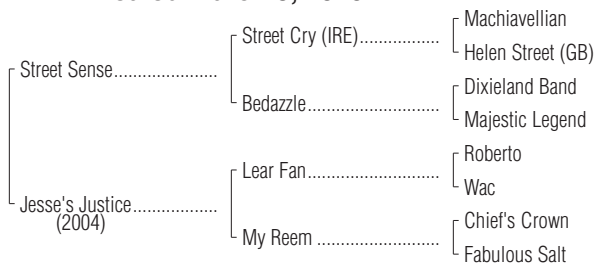 Street Sense
Jesse's Justice
(2004)
Street Cry (IRE)
Bedazzle
Lear Fan
My Reem
Machiavellian
Helen Street (GB)
Dixieland Band
Majestic Legend
Roberto
Wac
Chief's Crown
Fabulous Salt